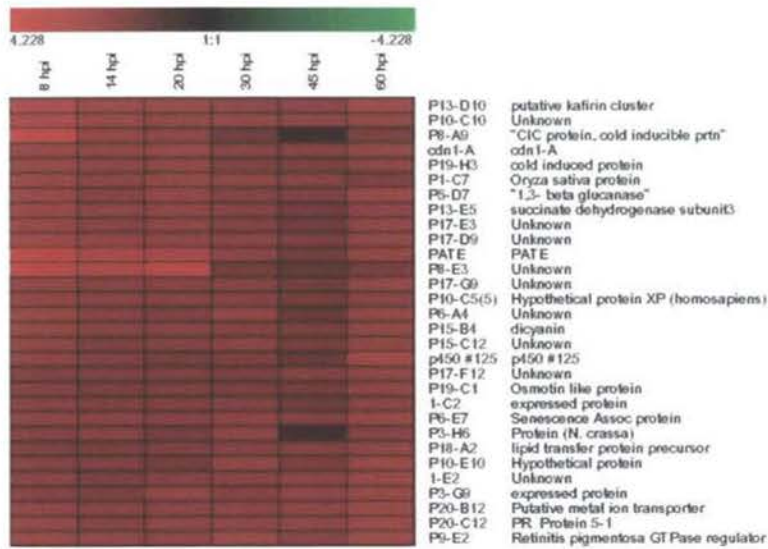 4.228 1:1 -4.228
8 hpi 14 hpi 20 hpi 30 hpi 45 hpi 60 hpi
P13-D10 putative kafirin cluster
P10-C10 Unknown
P8-A9 "CIC protein, cold inducible prtn"
cdn1-A cdn1-A
P19-H3 cold induced protein
P1-C7 Oryza sativa protein
P5-D7 "1,3- beta glucanase"
P13-E5 succinate dehydrogenase subunit3
P17-E3 Unknown
P17-D9 Unknown
PATE PATE
P8-E3 Unknown
P17-G9 Unknown
P10-C5(5) Hypothetical protein XP (homosapiens)
P6-A4 Unknown
P15-B4 dicyanin
P15-C12 Unknown
p450 #125 p450 #125
P17-F12 Unknown
P19-C1 Osmotin like protein
1-C2 expressed protein
P6-E7 Senescence Assoc protein
P3-H6 Protein (N. crassa)
P18-A2 lipid transfer protein precursor
P10-E10 Hypothetical protein
1-E2 Unknown
P3-G9 expressed protein
P20-B12 Putative metal ion transporter
P20-C12 PR Protein 5-1
P9-E2 Retinitis pigmentosa GTPase regulator